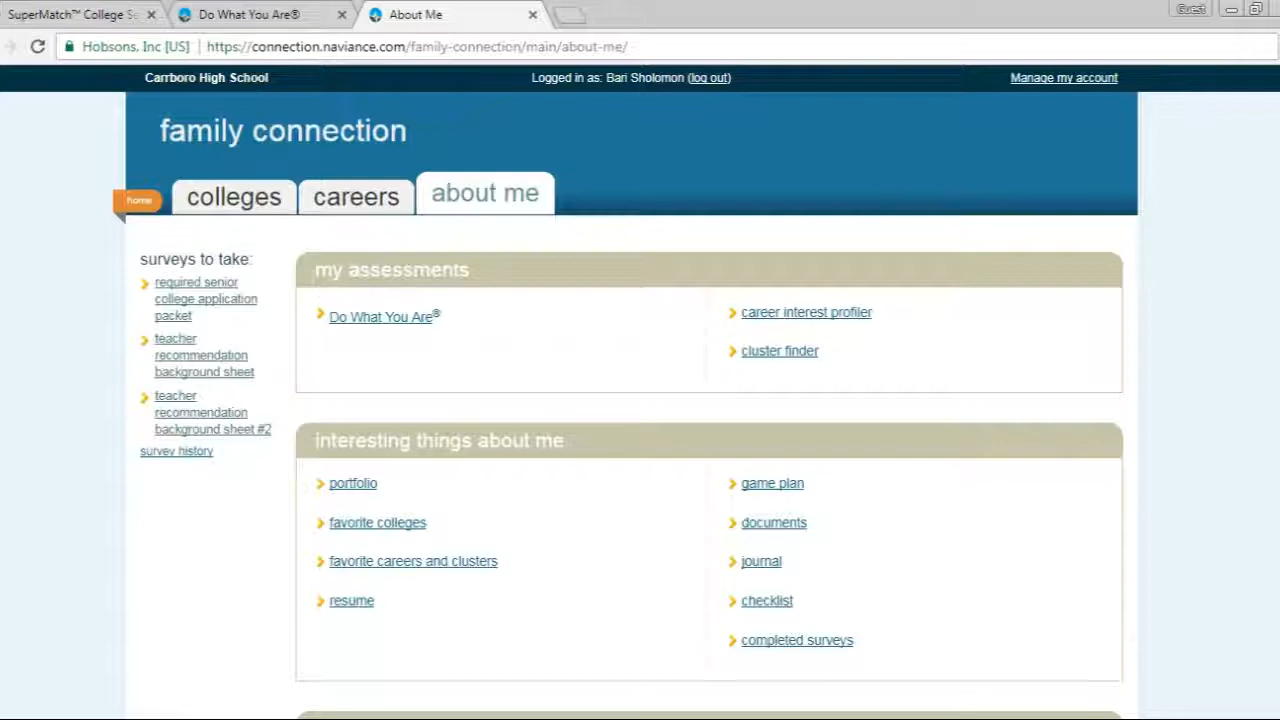 SuperMatch™ College Se
Do What You Are®
About Me
Guest
Hobsons, Inc [US] https://connection.naviance.com/family-connection/main/about-me/
Carrboro High School Logged in as: Bari Sholomon (log out) Manage my account
family connection
home
colleges
careers
about me
surveys to take:
required senior
college application
packet
teacher
recommendation
background sheet
teacher
recommendation
background sheet #2
survey history
my assessments
Do What You Are®
career interest profiler
cluster finder
interesting things about me
portfolio
favorite colleges
favorite careers and clusters
resume
game plan
documents
journal
checklist
completed surveys